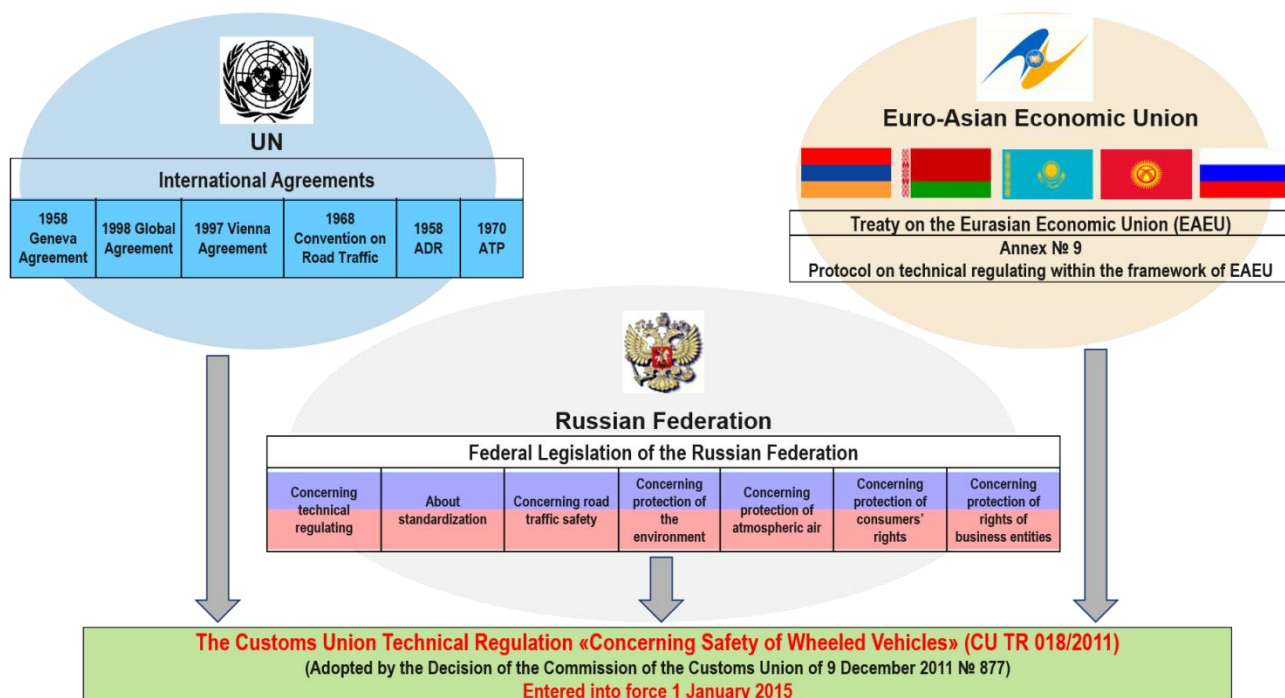 UN
International Agreements
1958
Geneva
Agreement
1998 Global
Agreement
1997 Vienna
Agreement
1968
Convention on
Road Traffic
1958
ADR
1970
ATP
Euro-Asian Economic Union
Treaty on the Eurasian Economic Union (EAEU)
Annex № 9
Protocol on technical regulating within the framework of EAEU
Russian Federation
Federal Legislation of the Russian Federation
Concerning
technical
regulating
About
standardization
Concerning road
traffic safety
Concerning
protection of
the
environment
Concerning
protection of
atmospheric air
Concerning
protection of
consumers’
rights
Concerning
protection of
rights of
business entities
The Customs Union Technical Regulation «Concerning Safety of Wheeled Vehicles» (CU TR 018/2011)
(Adopted by the Decision of the Commission of the Customs Union of 9 December 2011 № 877)
Entered into force 1 January 2015